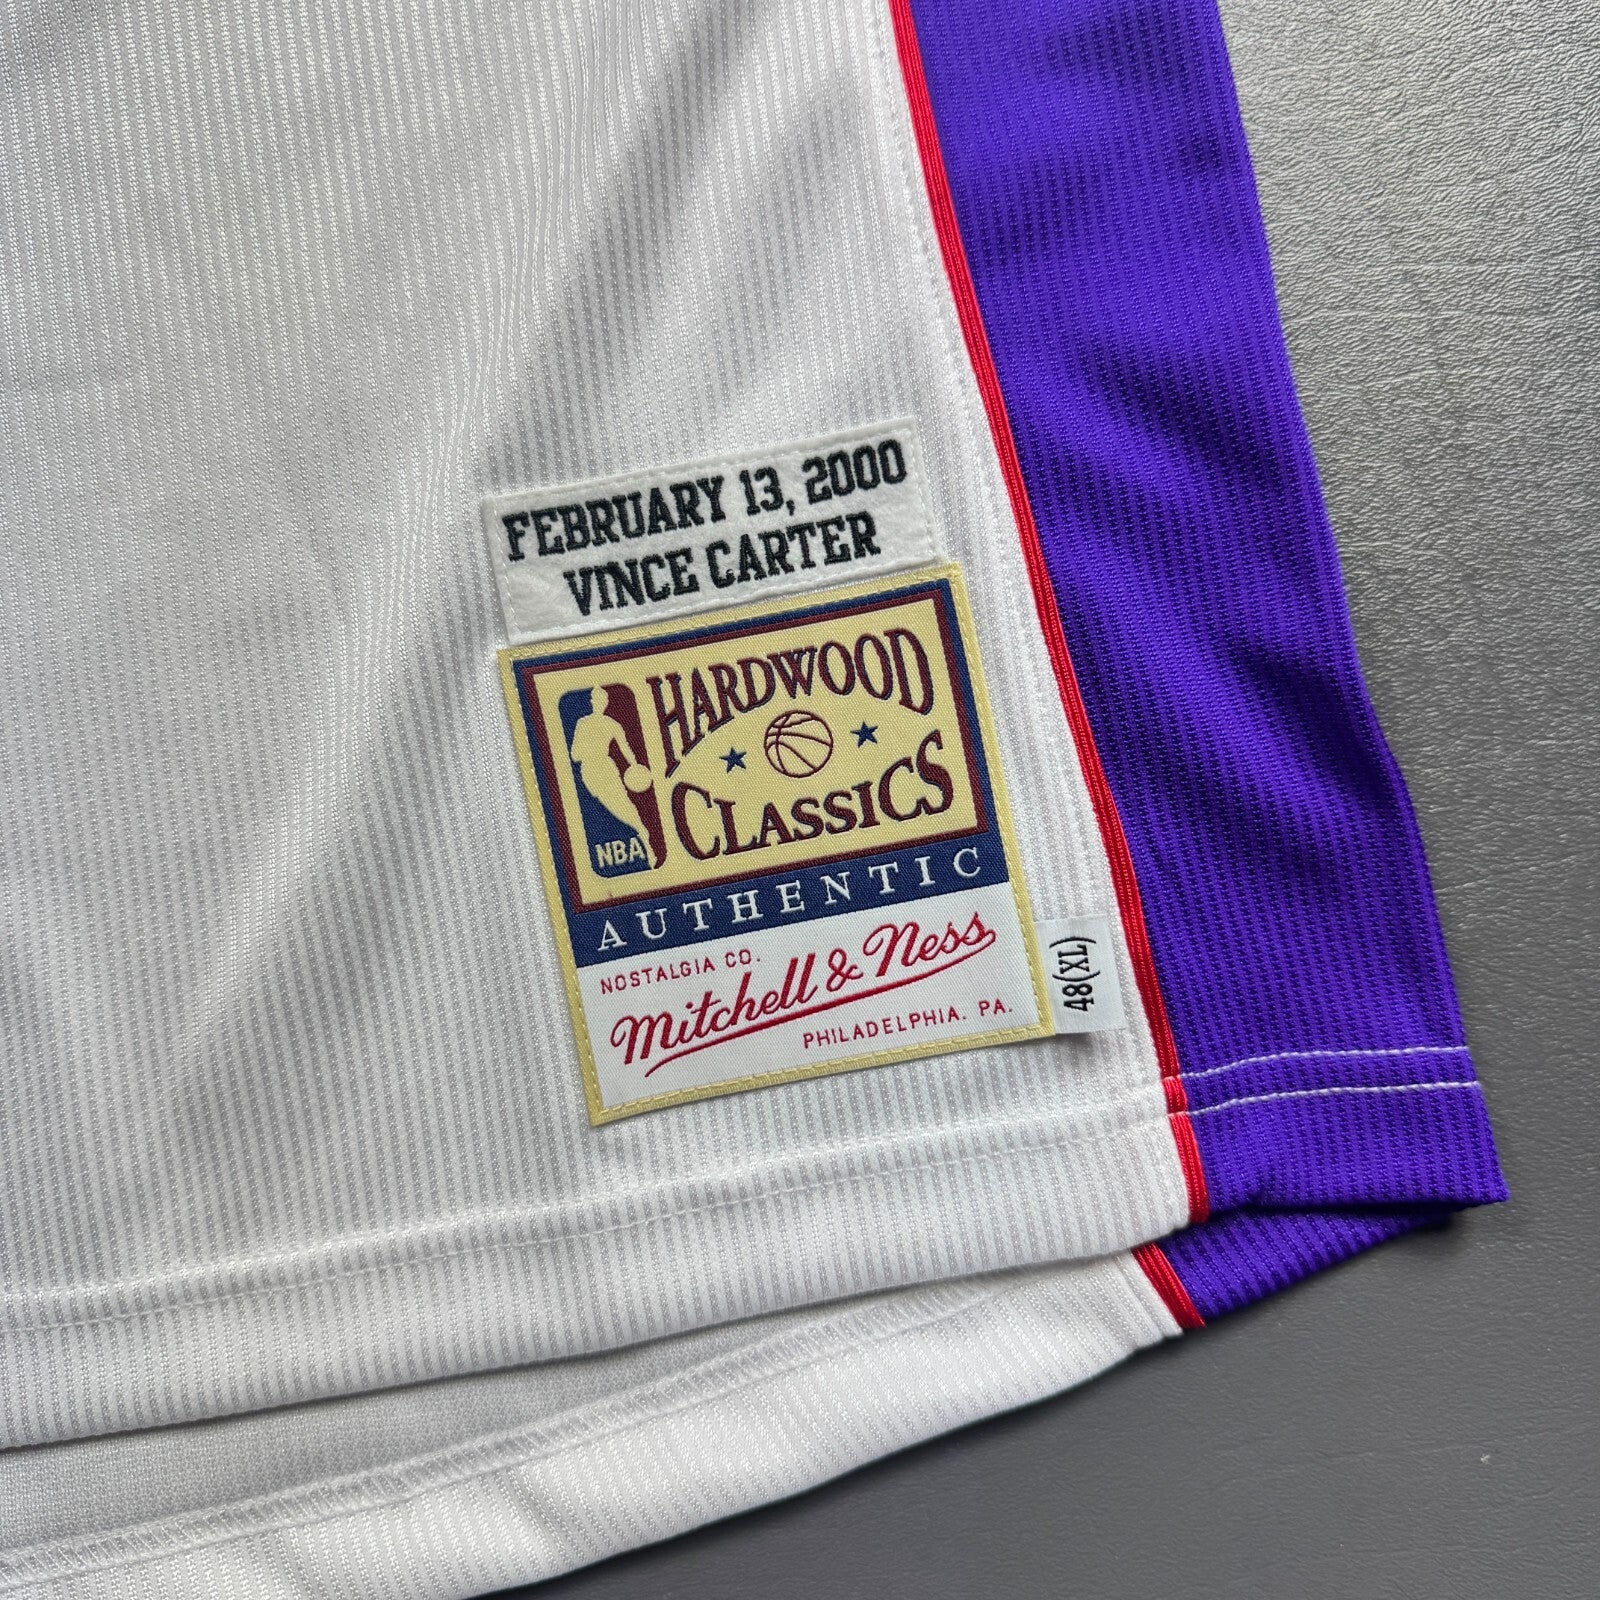 FEBRUARY 13, 2000
VINCE CARTER
HARDWOOD
CLASSICS
NBA
AUTHENTIC
NOSTALGIA CO.
Mitchell & Ness
PHILADELPHIA. PA.
48(XL)